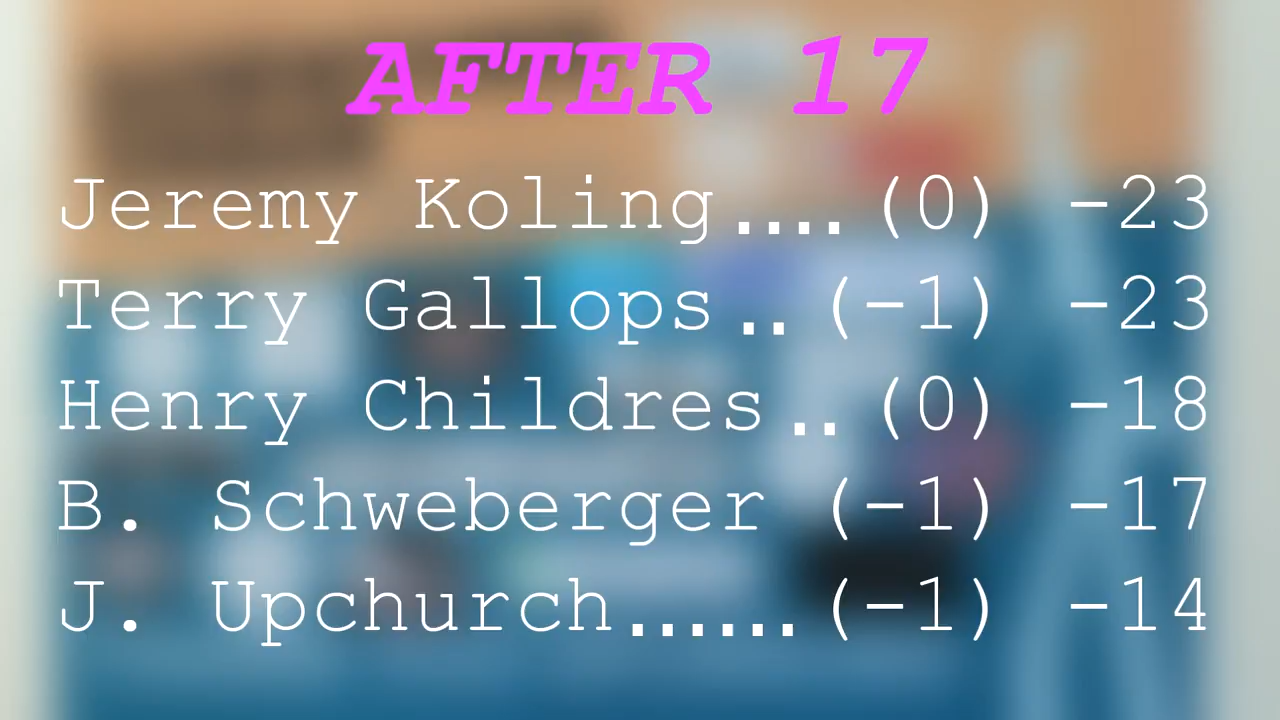 AFTER 17
Jeremy Koling....(0) -23
Terry Gallops..(-1) -23
Henry Childres..(0) -18
B. Schweberger (-1) -17
J. Upchurch......(-1) -14